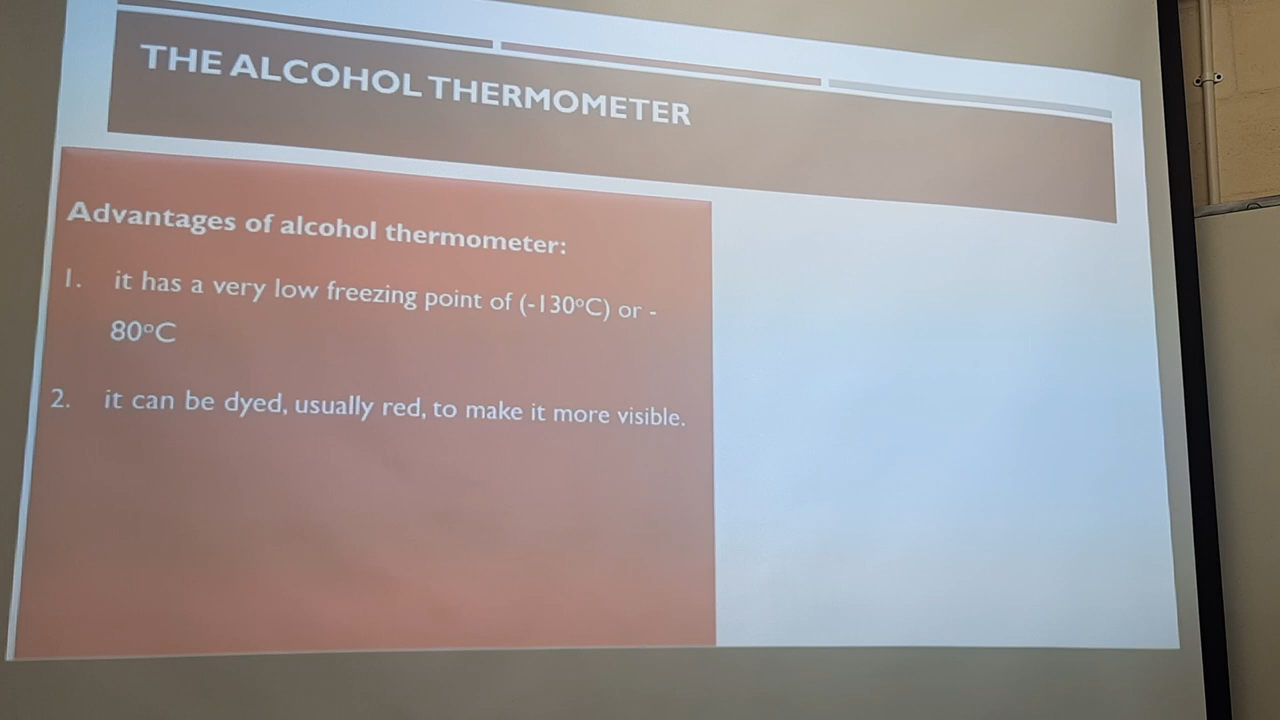 THE ALCOHOL THERMOMETER
Advantages of alcohol thermometer:
1. it has a very low freezing point of (-130°C) or -
80°C
2. it can be dyed, usually red, to make it more visible.